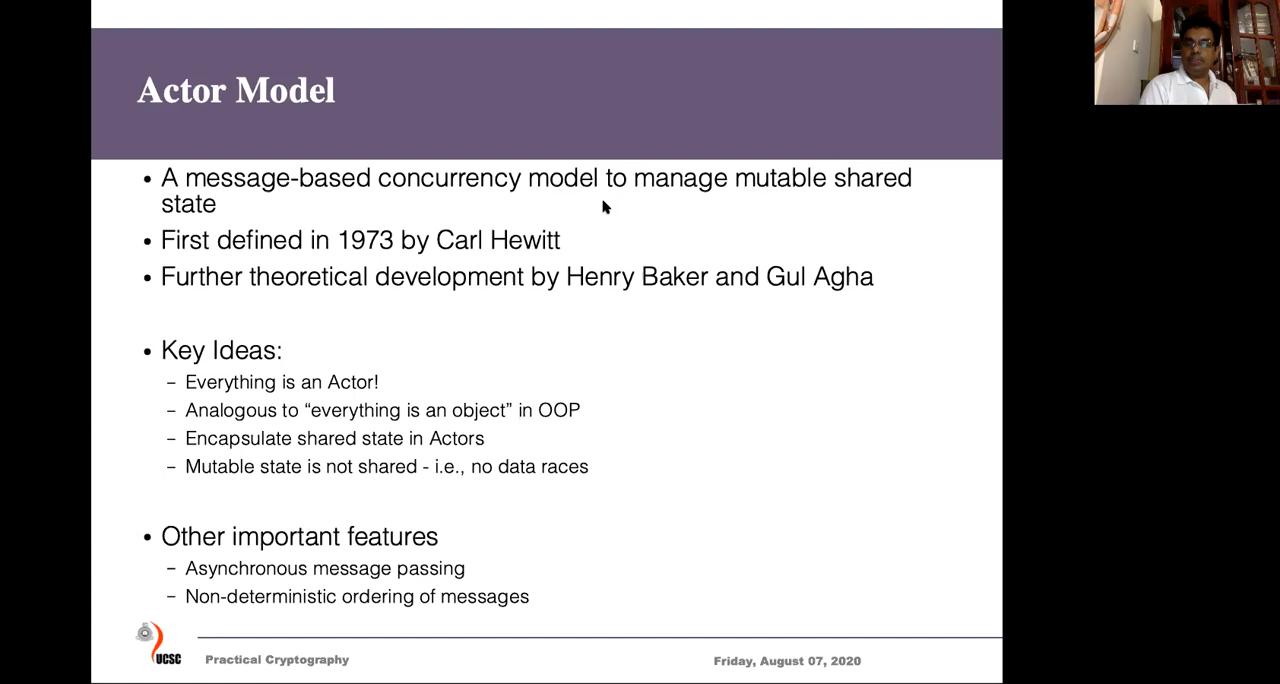 Actor Model
• A message-based concurrency model to manage mutable shared
state
• First defined in 1973 by Carl Hewitt
• Further theoretical development by Henry Baker and Gul Agha
• Key Ideas:
– Everything is an Actor!
– Analogous to “everything is an object” in OOP
– Encapsulate shared state in Actors
– Mutable state is not shared - i.e., no data races
• Other important features
– Asynchronous message passing
– Non-deterministic ordering of messages
UCSC
Practical Cryptography
Friday, August 07, 2020